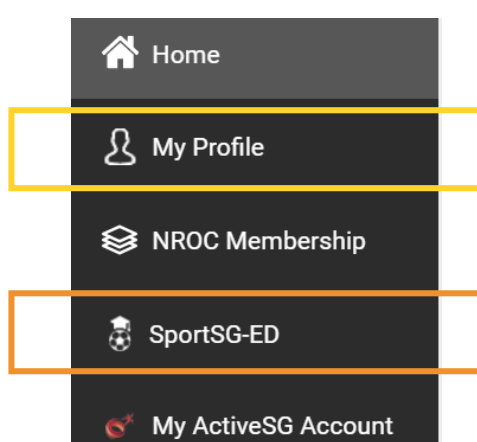 Home
My Profile
NROC Membership
SportSG-ED
My ActiveSG Account